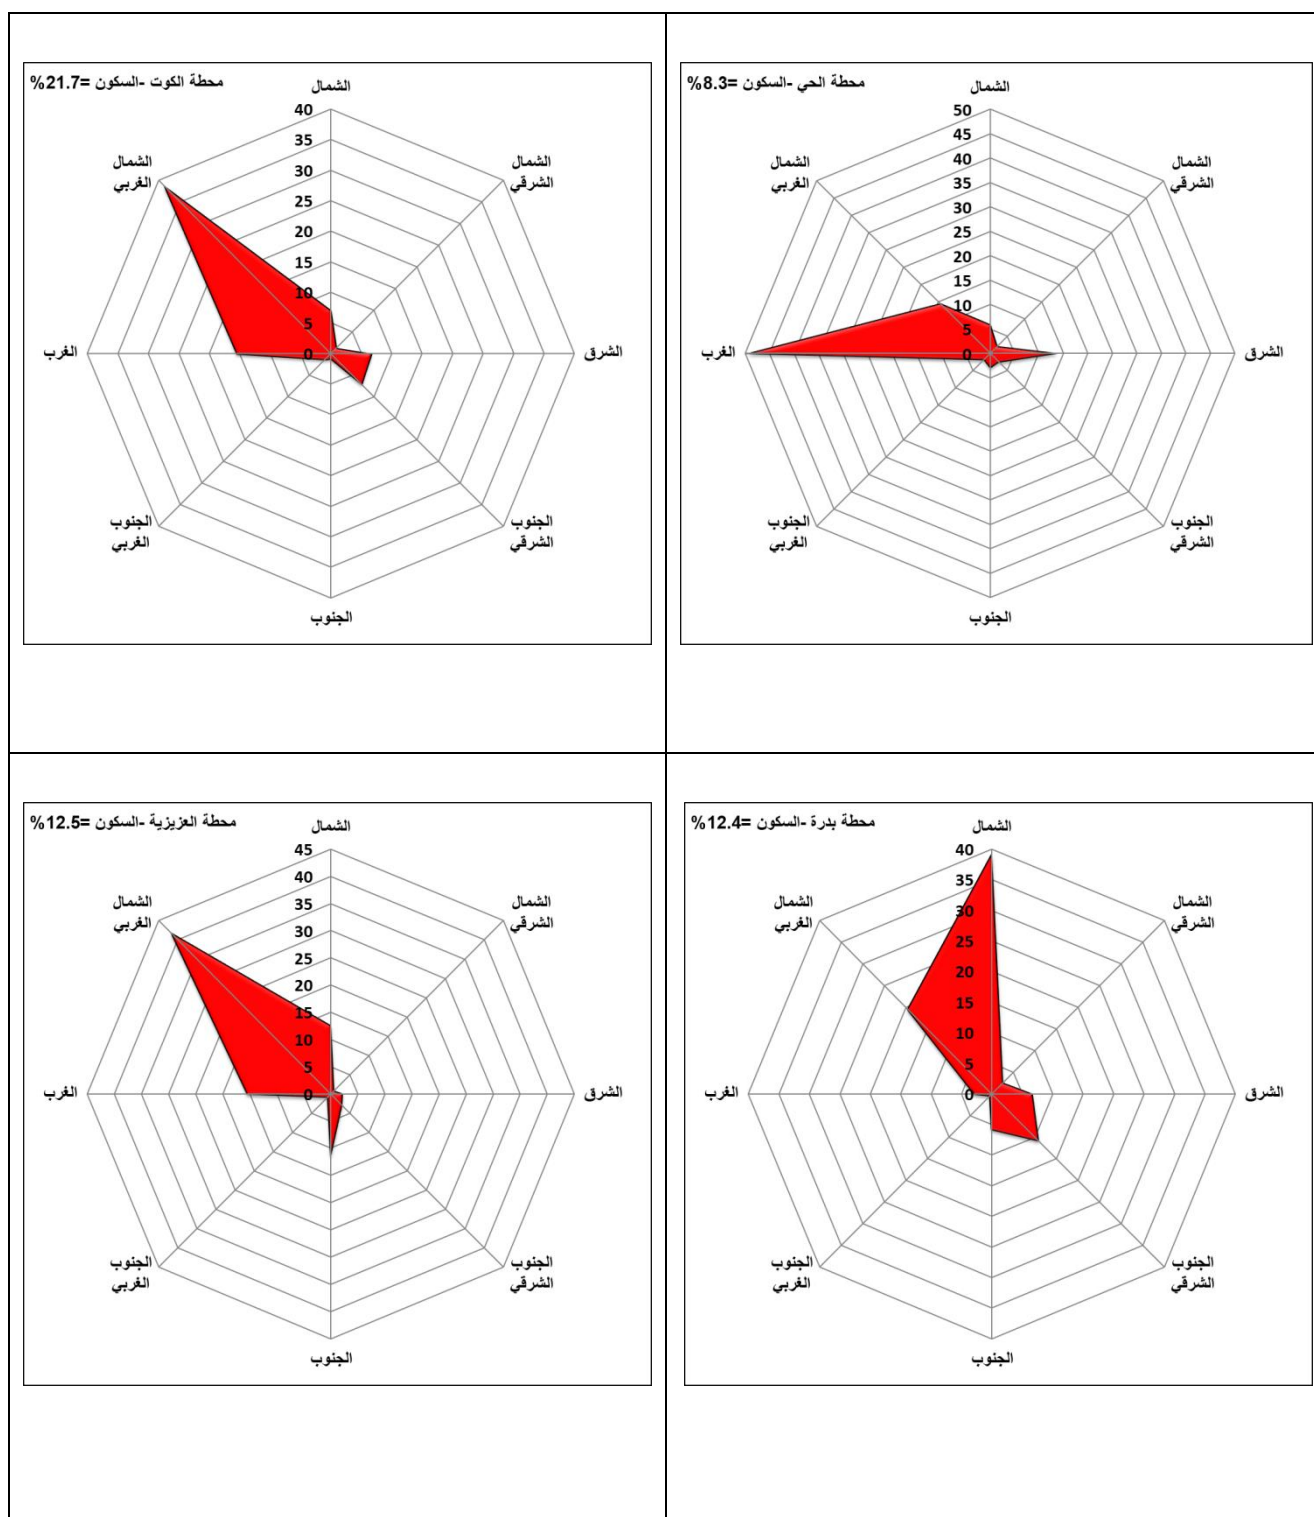 محطة الكوت -السكون =21.7%
الشمال
40
35
30
25
20
15
10
5
0
الشمال
الشرقي
الشرق
الجنوب
الشرقي
الجنوب
الجنوب
الغربي
الغرب
الشمال
الغربي
محطة الحي -السكون =8.3%
الشمال
50
45
40
35
30
25
20
15
10
5
0
الشمال
الشرقي
الشرق
الجنوب
الشرقي
الجنوب
الجنوب
الغربي
الغرب
الشمال
الغربي
محطة العزيزية -السكون =12.5%
الشمال
45
40
35
30
25
20
15
10
5
0
الشمال
الشرقي
الشرق
الجنوب
الشرقي
الجنوب
الجنوب
الغربي
الغرب
الشمال
الغربي
محطة بدرة -السكون =12.4%
الشمال
40
35
30
25
20
15
10
5
0
الشمال
الشرقي
الشرق
الجنوب
الشرقي
الجنوب
الجنوب
الغربي
الغرب
الشمال
الغربي